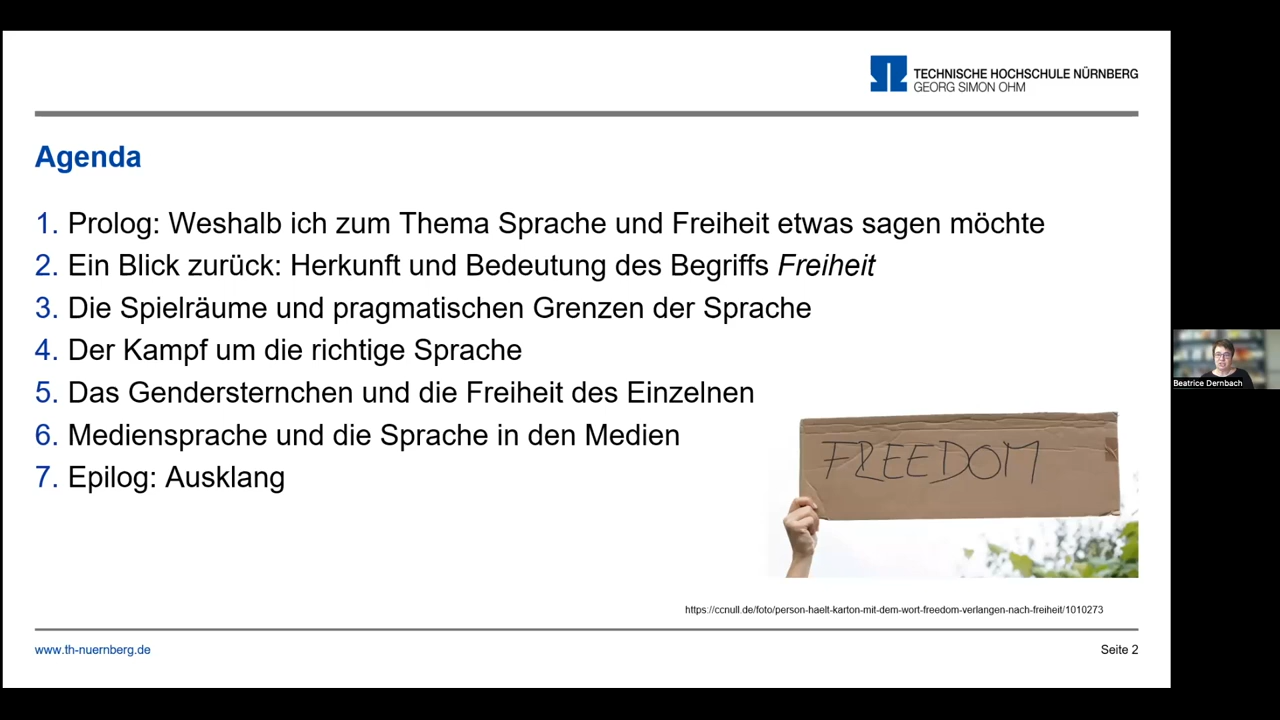 TECHNISCHE HOCHSCHULE NÜRNBERG
GEORG SIMON OHM
Agenda
1. Prolog: Weshalb ich zum Thema Sprache und Freiheit etwas sagen möchte
2. Ein Blick zurück: Herkunft und Bedeutung des Begriffs Freiheit
3. Die Spielräume und pragmatischen Grenzen der Sprache
4. Der Kampf um die richtige Sprache
5. Das Gendersternchen und die Freiheit des Einzelnen
6. Mediensprache und die Sprache in den Medien
7. Epilog: Ausklang
FREEDOM
Beatrice Dernbach
https://ccnull.de/foto/person-haelt-karton-mit-dem-wort-freedom-verlangen-nach-freiheit/1010273
www.th-nuernberg.de
Seite 2